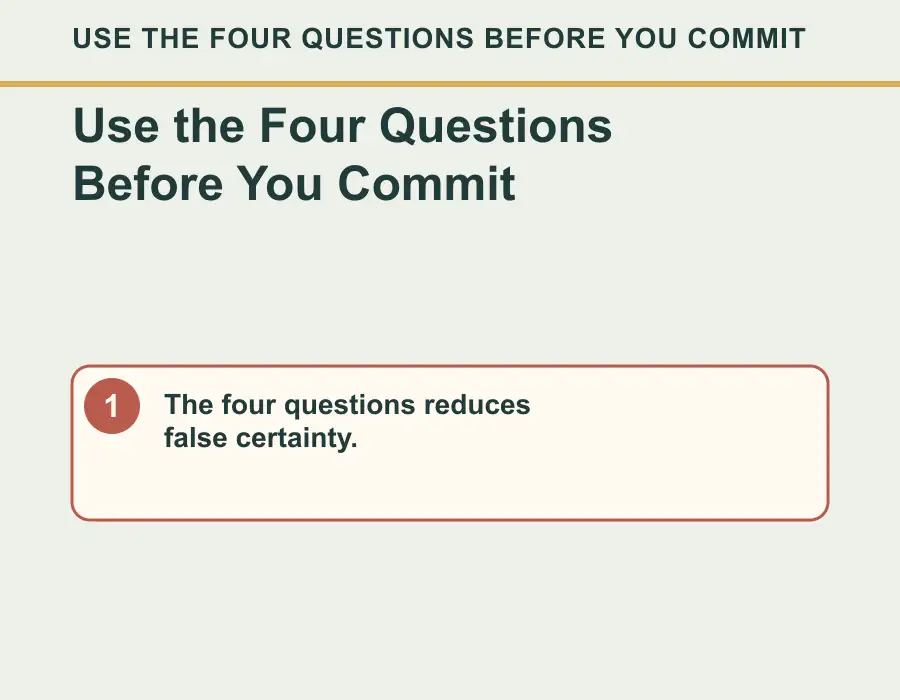 USE THE FOUR QUESTIONS BEFORE YOU COMMIT
Use the Four Questions
Before You Commit
1
The four questions reduces
false certainty.